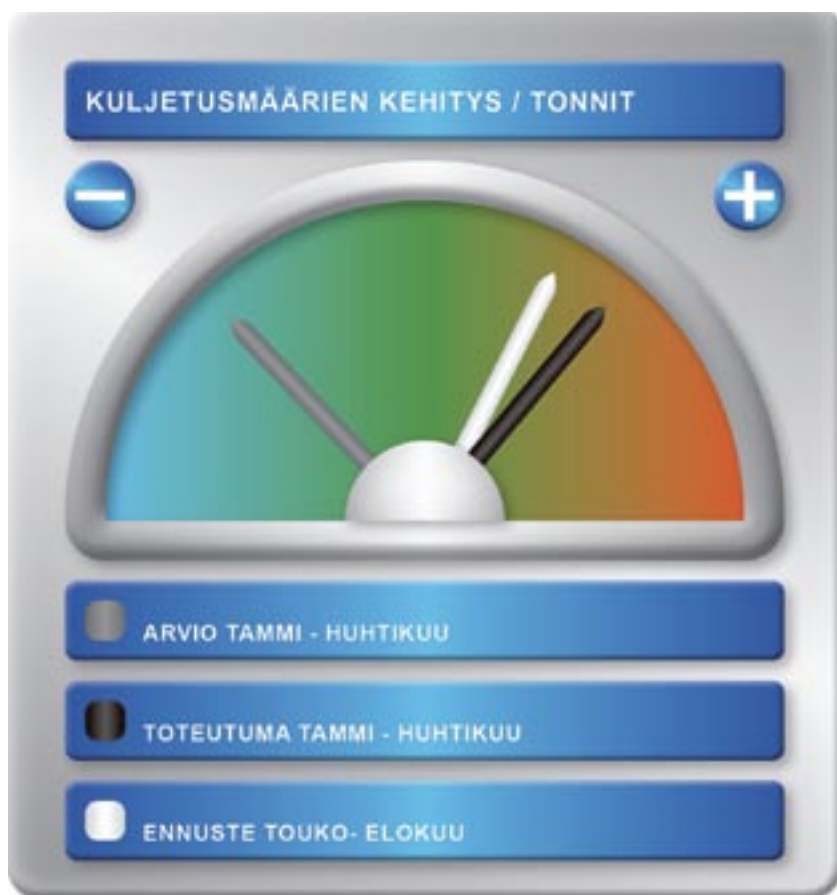 KULJETUSMÄÄRIEN KEHITYS / TONNIT
ARVIO TAMMI - HUHTIKUU
TOTEUTUMA TAMMI - HUHTIKUU
ENNUSTE TOUKO- ELOKUU